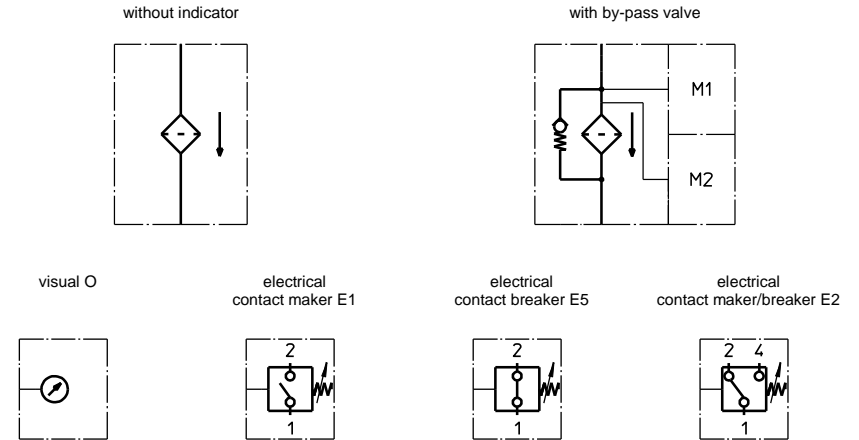 without indicator
with by-pass valve
M1
M2
visual O
electrical
contact maker E1
electrical
contact breaker E5
electrical
contact maker/breaker E2
2
1
2
1
2 4
1